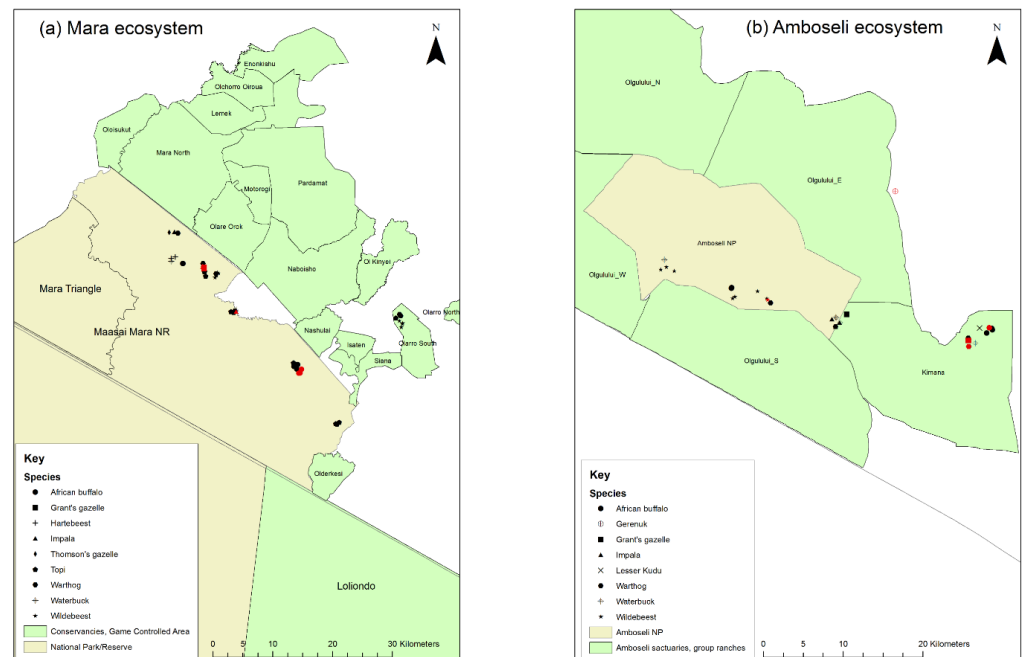 (a) Mara ecosystem
N
Enonkishu
Olchorro Oiroua
Lemek
Oloisukut
Mara North
Pardamat
Motorogi
Olare Orok
Ol Kinyei
Naboisho
Mara Triangle
Maasai Mara NR
Olarro North
Nashulai
Isaten
Olarro South
Siana
Olderkesi
Loliondo
Key
Species
African buffalo
Grant's gazelle
Hartebeest
Impala
Thomson's gazelle
Topi
Warthog
Waterbuck
Wildebeest
Conservancies, Game Controlled Area
National Park/Reserve
0 5 10 20 30 Kilometers
(b) Amboseli ecosystem
N
Olgulului_N
Olgulului_E
Amboseli NP
Olgulului_W
Olgulului_S
Kimana
Key
Species
African buffalo
Gerenuk
Grant's gazelle
Impala
Lesser Kudu
Warthog
Waterbuck
Wildebeest
Amboseli NP
Amboseli sactuaries, group ranches
0 5 10 20 Kilometers